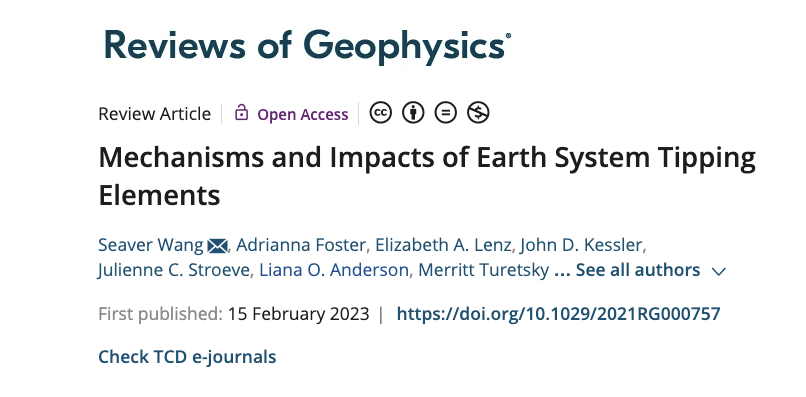 Reviews of Geophysics®
Review Article | Open Access | cc
Mechanisms and Impacts of Earth System Tipping
Elements
Seaver Wang, Adrianna Foster, Elizabeth A. Lenz, John D. Kessler,
Julienne C. Stroeve, Liana O. Anderson, Merritt Turetsky ... See all authors
First published: 15 February 2023 | https://doi.org/10.1029/2021RG000757
Check TCD e-journals